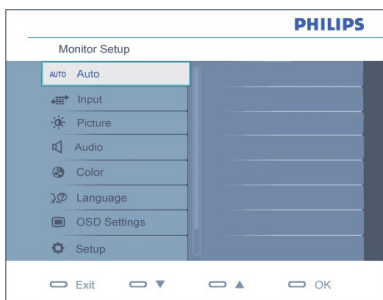 PHILIPS
Monitor Setup
AUTO Auto
Input
Picture
Audio
Color
Language
OSD Settings
Setup
Exit ▼ ▲ OK